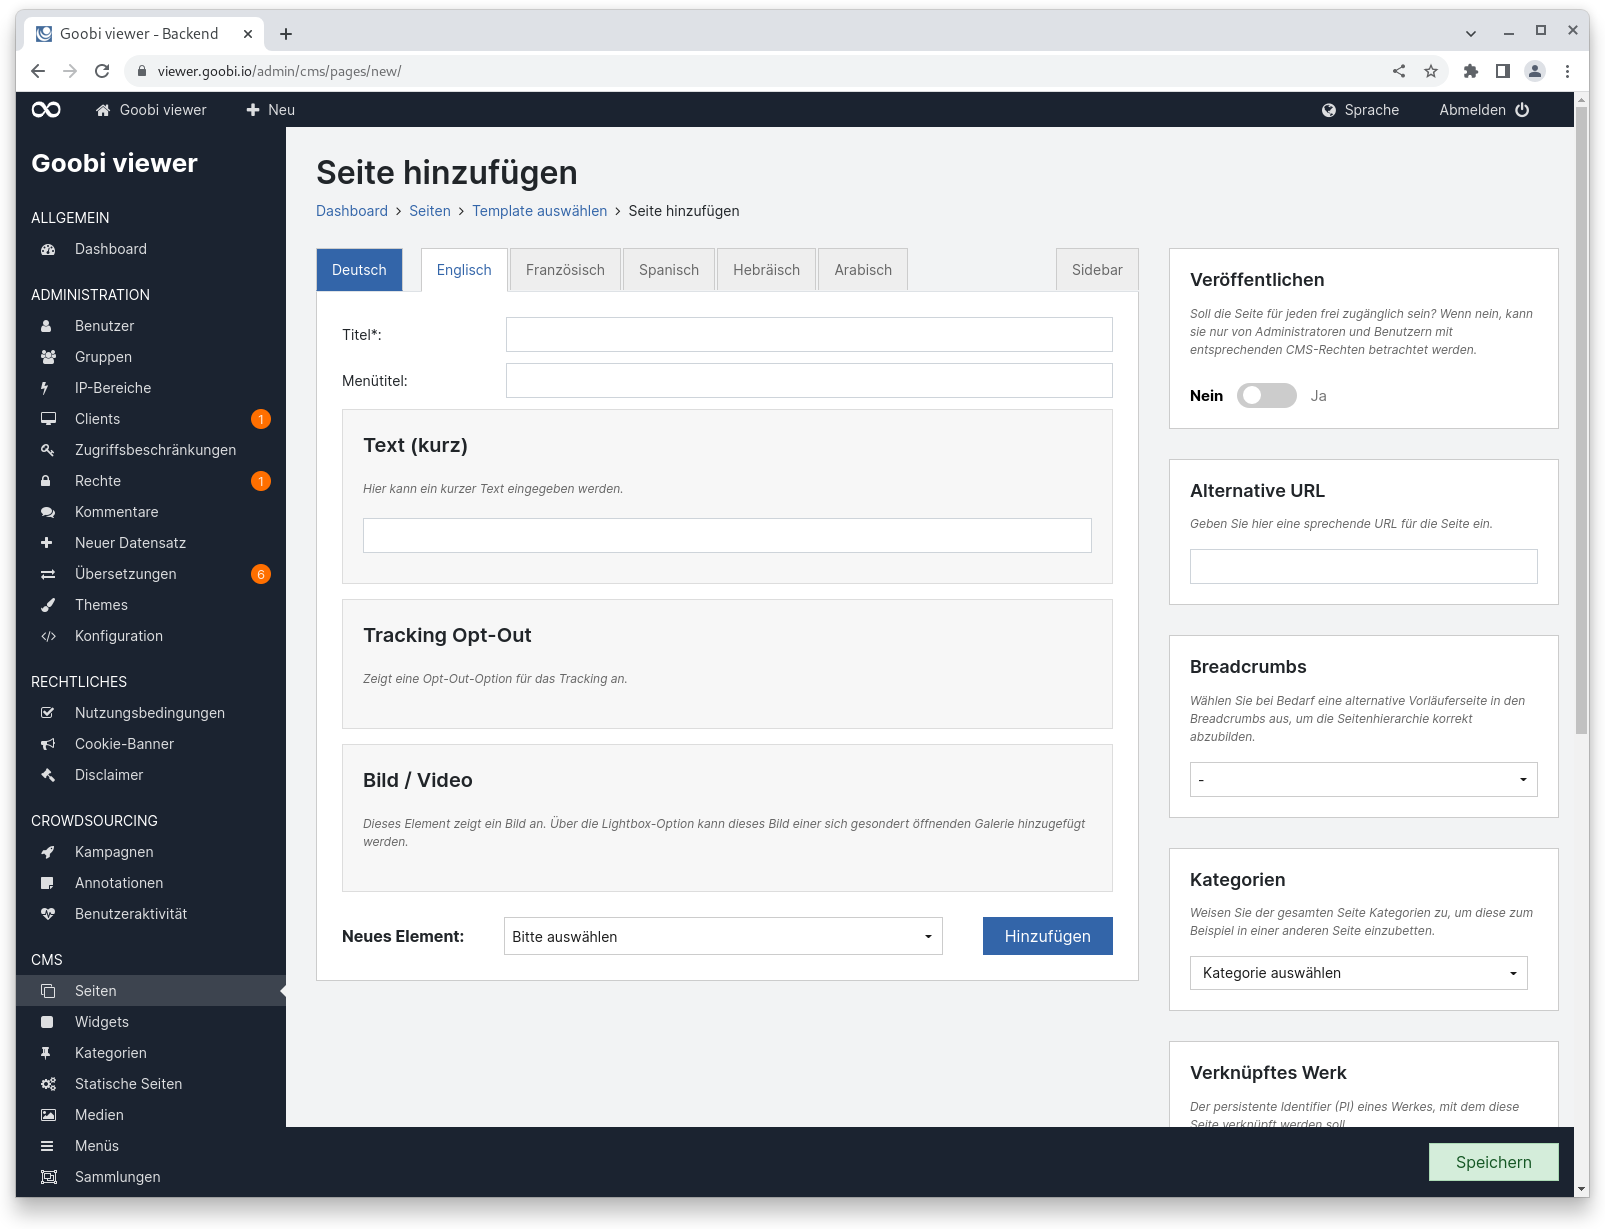 Goobi viewer - Backend
viewer.goobi.io/admin/cms/pages/new/
Goobi viewer
Neu
Sprache
Abmelden
Goobi viewer
ALLGEMEIN
Dashboard
ADMINISTRATION
Benutzer
Gruppen
IP-Bereiche
Clients 1
Zugriffsbeschränkungen
Rechte 1
Kommentare
Neuer Datensatz
Übersetzungen 6
Themes
Konfiguration
RECHTLICHES
Nutzungsbedingungen
Cookie-Banner
Disclaimer
CROWDSOURCING
Kampagnen
Annotationen
Benutzeraktivität
CMS
Seiten
Widgets
Kategorien
Statische Seiten
Medien
Menüs
Sammlungen
Seite hinzufügen
Dashboard › Seiten › Template auswählen › Seite hinzufügen
Deutsch Englisch Französisch Spanisch Hebräisch Arabisch Sidebar
Titel*:
Menütitel:
Text (kurz)
Hier kann ein kurzer Text eingegeben werden.
Tracking Opt-Out
Zeigt eine Opt-Out-Option für das Tracking an.
Bild / Video
Dieses Element zeigt ein Bild an. Über die Lightbox-Option kann dieses Bild einer sich gesondert öffnenden Galerie hinzugefügt
werden.
Neues Element: Bitte auswählen Hinzufügen
Veröffentlichen
Soll die Seite für jeden frei zugänglich sein? Wenn nein, kann
sie nur von Administratoren und Benutzern mit
entsprechenden CMS-Rechten betrachtet werden.
Nein Ja
Alternative URL
Geben Sie hier eine sprechende URL für die Seite ein.
Breadcrumbs
Wählen Sie bei Bedarf eine alternative Vorläuferseite in den
Breadcrumbs aus, um die Seitenhierarchie korrekt
abzubilden.
-
Kategorien
Weisen Sie der gesamten Seite Kategorien zu, um diese zum
Beispiel in einer anderen Seite einzubetten.
Kategorie auswählen
Verknüpftes Werk
Der persistente Identifier (PI) eines Werkes, mit dem diese
Seite verknüpft werden soll
Speichern